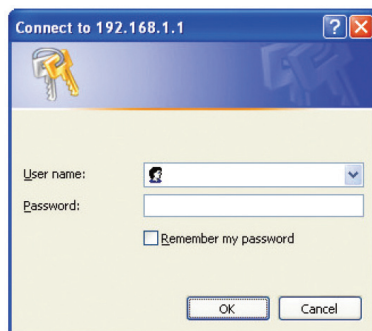 Connect to 192.168.1.1
User name:
Password:
Remember my password
OK
Cancel